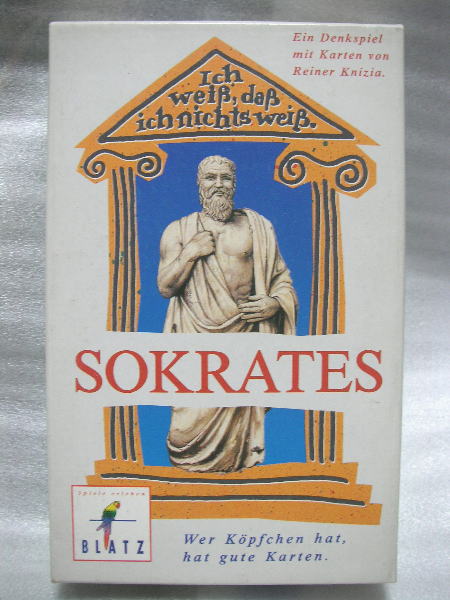 Ein Denkspiel
mit Karten von
Reiner Knizia.
Ich
weiß, daß
ich nichts weiß.
SOKRATES
Spiele erleben
BLATZ
Wer Köpfchen hat,
hat gute Karten.